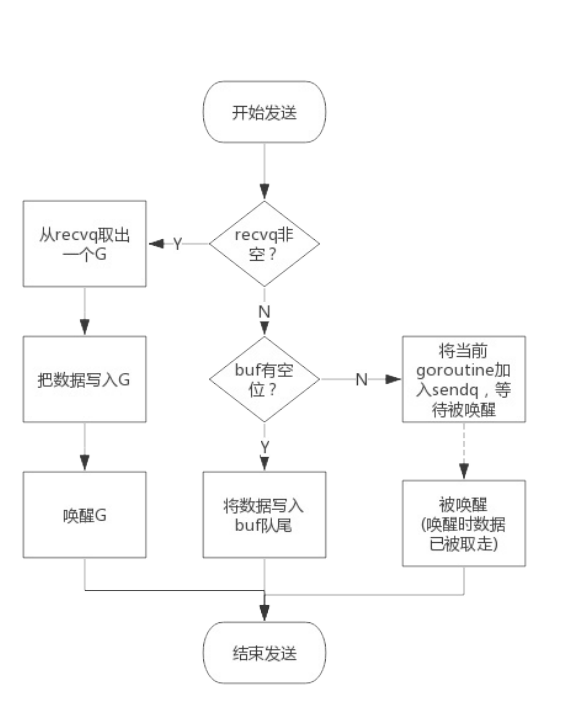 开始发送
从recvq取出
一个G
Y
recvq非
空？
N
把数据写入G
buf有空
位？
N
将当前
goroutine加
入sendq，等
待被唤醒
Y
唤醒G
将数据写入
buf队尾
被唤醒
(唤醒时数据
已被取走)
结束发送